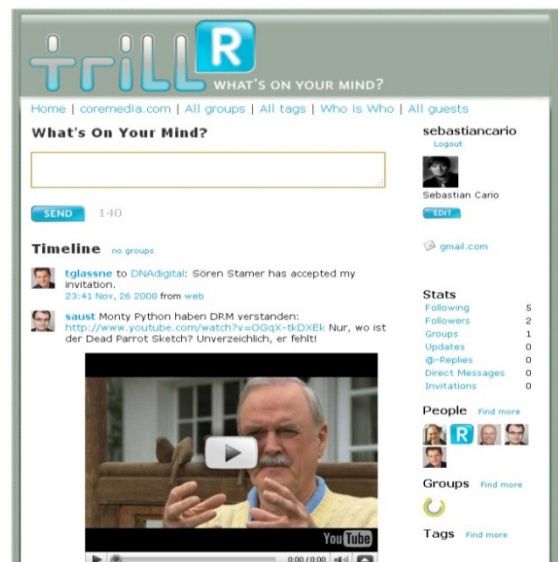 trillR
WHAT'S ON YOUR MIND?
Home | coremedia.com | All groups | All tags | Who is Who | All guests
What's On Your Mind?
SEND 140
Timeline no groups
tglassne to DNAdigital: Sören Stamer has accepted my
invitation.
23:41 Nov, 26 2008 from web
saust Monty Python haben DRM verstanden:
http://www.youtube.com/watch?v=OGqX-tkDXEk Nur, wo ist
der Dead Parrot Sketch? Unverzeichlich, er fehlt!
YouTube
0:00 / 0:00
sebastiancario
Logout
Sebastian Cario
EDIT
gmail.com
Stats
Following 5
Followers 2
Groups 1
Updates 0
@-Replies 0
Direct Messages 0
Invitations 0
People Find more
R
Groups Find more
Tags Find more